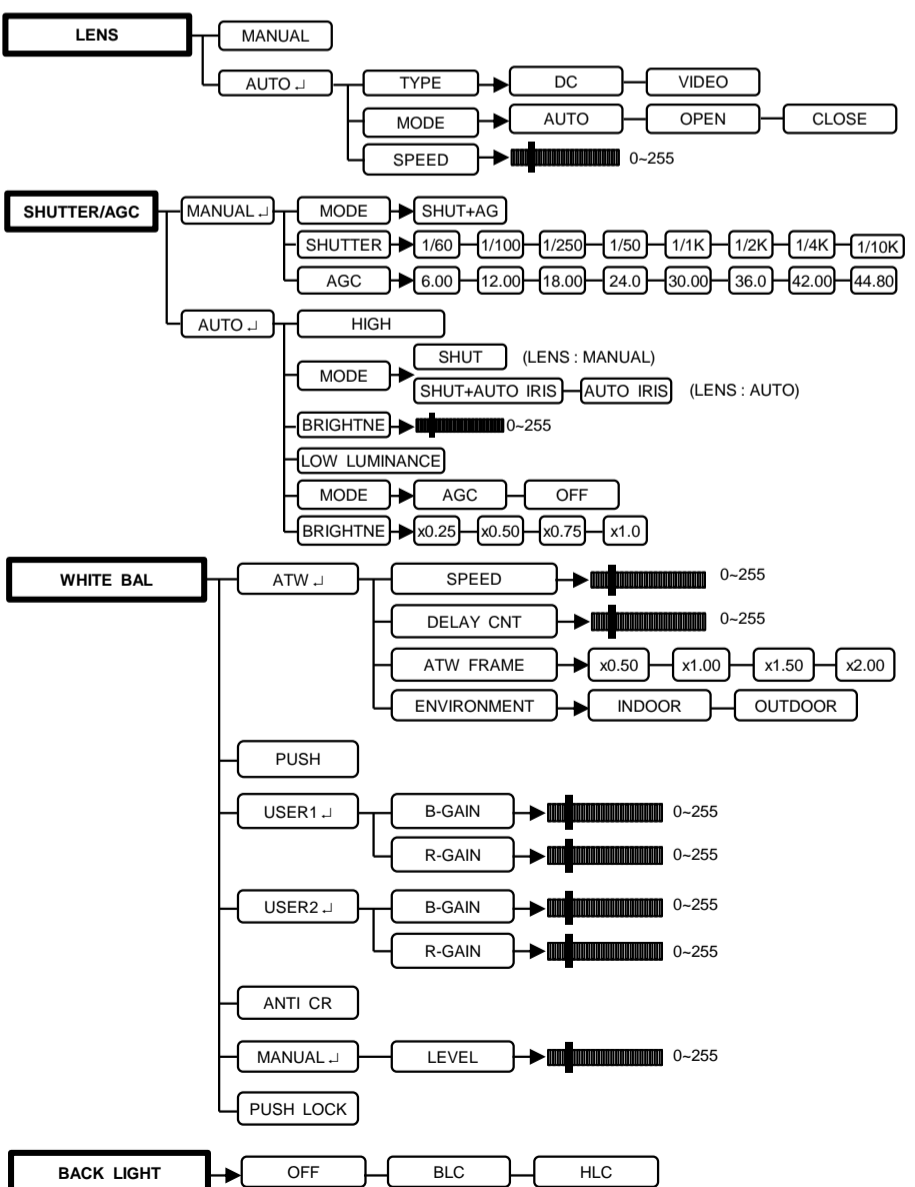 LENS MANUAL
AUTO ↵ TYPE DC VIDEO
MODE AUTO OPEN CLOSE
SPEED 0~255
SHUTTER/AGC MANUAL ↵ MODE SHUT+AG
SHUTTER 1/60 1/100 1/250 1/50 1/1K 1/2K 1/4K 1/10K
AGC 6.00 12.00 18.00 24.0 30.00 36.0 42.00 44.80
AUTO ↵ HIGH
MODE SHUT (LENS : MANUAL)
SHUT+AUTO IRIS AUTO IRIS (LENS : AUTO)
BRIGHTNE 0~255
LOW LUMINANCE
MODE AGC OFF
BRIGHTNE x0.25 x0.50 x0.75 x1.0
WHITE BAL ATW ↵ SPEED 0~255
DELAY CNT 0~255
ATW FRAME x0.50 x1.00 x1.50 x2.00
ENVIRONMENT INDOOR OUTDOOR
PUSH
USER1 ↵ B-GAIN 0~255
R-GAIN 0~255
USER2 ↵ B-GAIN 0~255
R-GAIN 0~255
ANTI CR
MANUAL ↵ LEVEL 0~255
PUSH LOCK
BACK LIGHT OFF BLC HLC